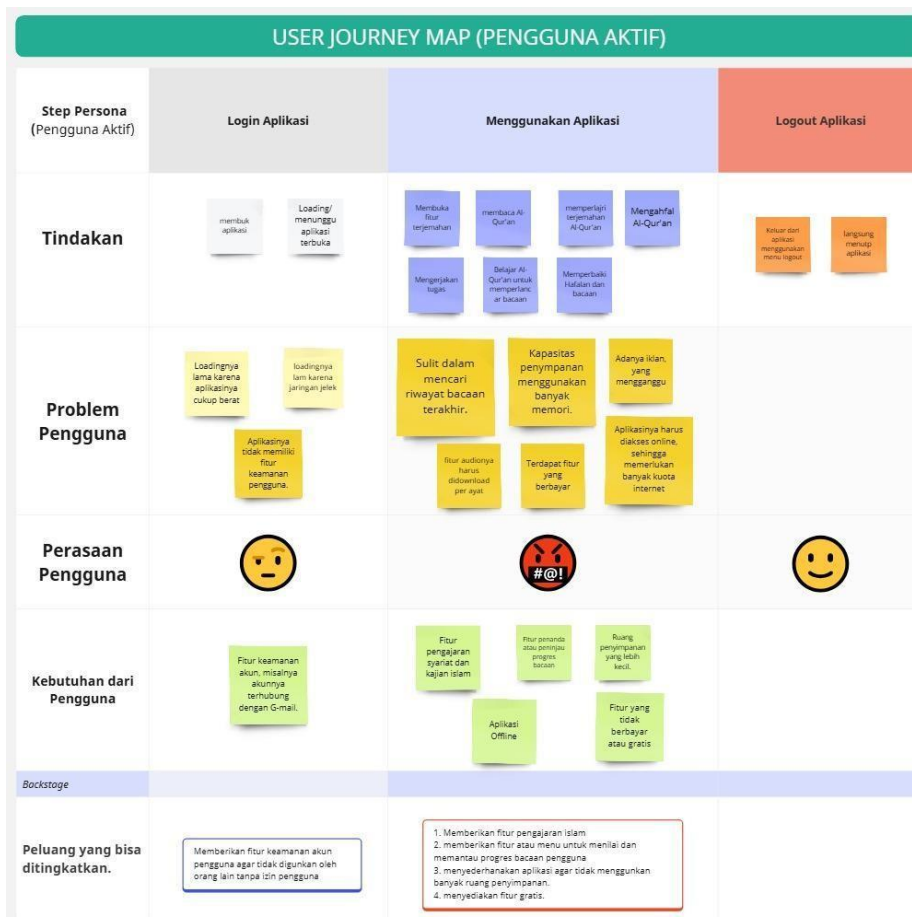 USER JOURNEY MAP (PENGGUNA AKTIF)
Step Persona
(Pengguna Aktif)
Login Aplikasi
Menggunakan Aplikasi
Logout Aplikasi
Tindakan
membuk
aplikasi
Loading/
menunggu
aplikasi
terbuka
Membuka
fitur
terjemahan
membaca Al-
Qur'an
memperlajri
terjemahan
Al-Qur'an
Mengahfal
Al-Qur'an
Mengerjakan
tugas
Belajar Al-
Qur'an untuk
memperlanc
ar bacaan
Memperbaiki
Hafalan dan
bacaan
Keluar dari
aplikasi
menggunakan
menu logout
langsung
menutp
aplikasi
Problem
Pengguna
Loadingnya
lama karena
aplikasinya
cukup berat
loadingnya
lam karena
jaringan jelek
Aplikasinya
tidak memiliki
fitur
keamanan
pengguna.
Sulit dalam
mencari
riwayat bacaan
terakhir.
Kapasitas
penyimpanan
menggunakan
banyak
memori.
Adanya iklan,
yang
mengganggu
fitur audionya
harus
didownload
per ayat
Terdapat fitur
yang
berbayar
Aplikasinya harus
diakses online,
sehingga
memerlukan
banyak kuota
internet
Perasaan
Pengguna
#@!
Kebutuhan dari
Pengguna
Fitur keamanan
akun, misalnya
akunnya
terhubung
dengan G-mail.
Fitur
pengajaran
syariat dan
kajian islam
Fitur penanda
atau peninjau
progres
bacaan
Ruang
penyimpanan
yang lebih
kecil.
Aplikasi
Offline
Fitur yang
tidak
berbayar
atau gratis
Backstage
Peluang yang bisa
ditingkatkan.
Memberikan fitur keamanan akun
pengguna agar tidak digunkan oleh
orang lain tanpa izin pengguna
1. Memberikan fitur pengajaran islam
2. memberikan fitur atau menu untuk menilai dan
memantau progres bacaan pengguna
3. menyederhanakan aplikasi agar tidak menggunkan
banyak ruang penyimpanan.
4. menyediakan fitur gratis.